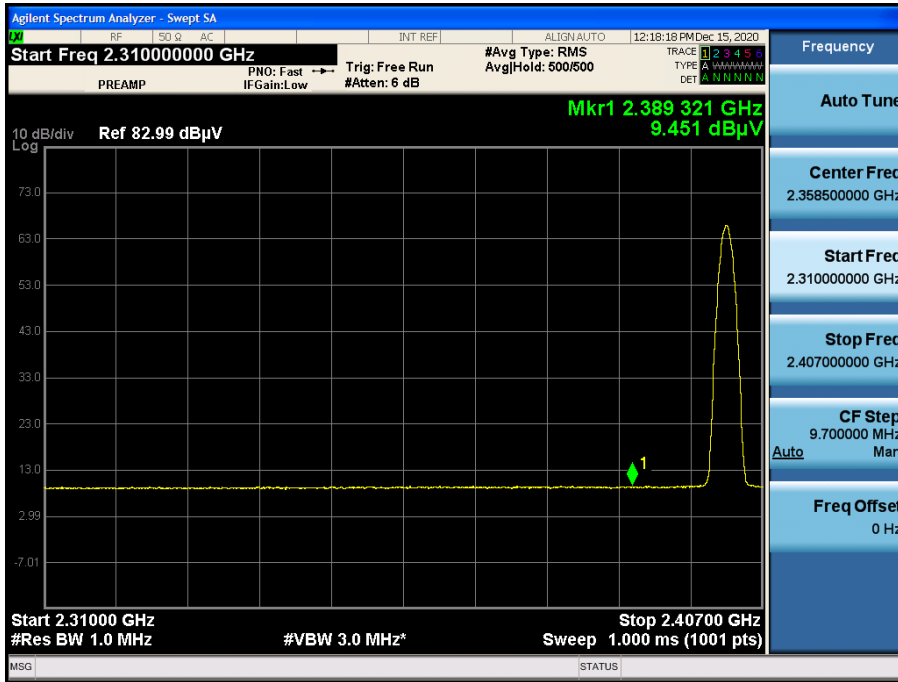 Agilent Spectrum Analyzer - Swept SA
LXI RF 50 Ω AC INT REF ALIGNAUTO 12:18:18 PM Dec 15, 2020
Start Freq 2.310000000 GHz
PREAMP
PNO: Fast
IFGain:Low
Trig: Free Run
#Atten: 6 dB
#Avg Type: RMS
Avg|Hold: 500/500
TRACE 1 2 3 4 5 6
TYPE A
DET A N N N N N
Mkr1 2.389 321 GHz
9.451 dBµV
10 dB/div Ref 82.99 dBµV
Log
73.0
63.0
53.0
43.0
33.0
23.0
13.0
2.99
-7.01
1
Start 2.31000 GHz Stop 2.40700 GHz
#Res BW 1.0 MHz #VBW 3.0 MHz* Sweep 1.000 ms (1001 pts)
MSG STATUS
Frequency
Auto Tune
Center Freq
2.358500000 GHz
Start Freq
2.310000000 GHz
Stop Freq
2.407000000 GHz
CF Step
9.700000 MHz
Auto Man
Freq Offset
0 Hz